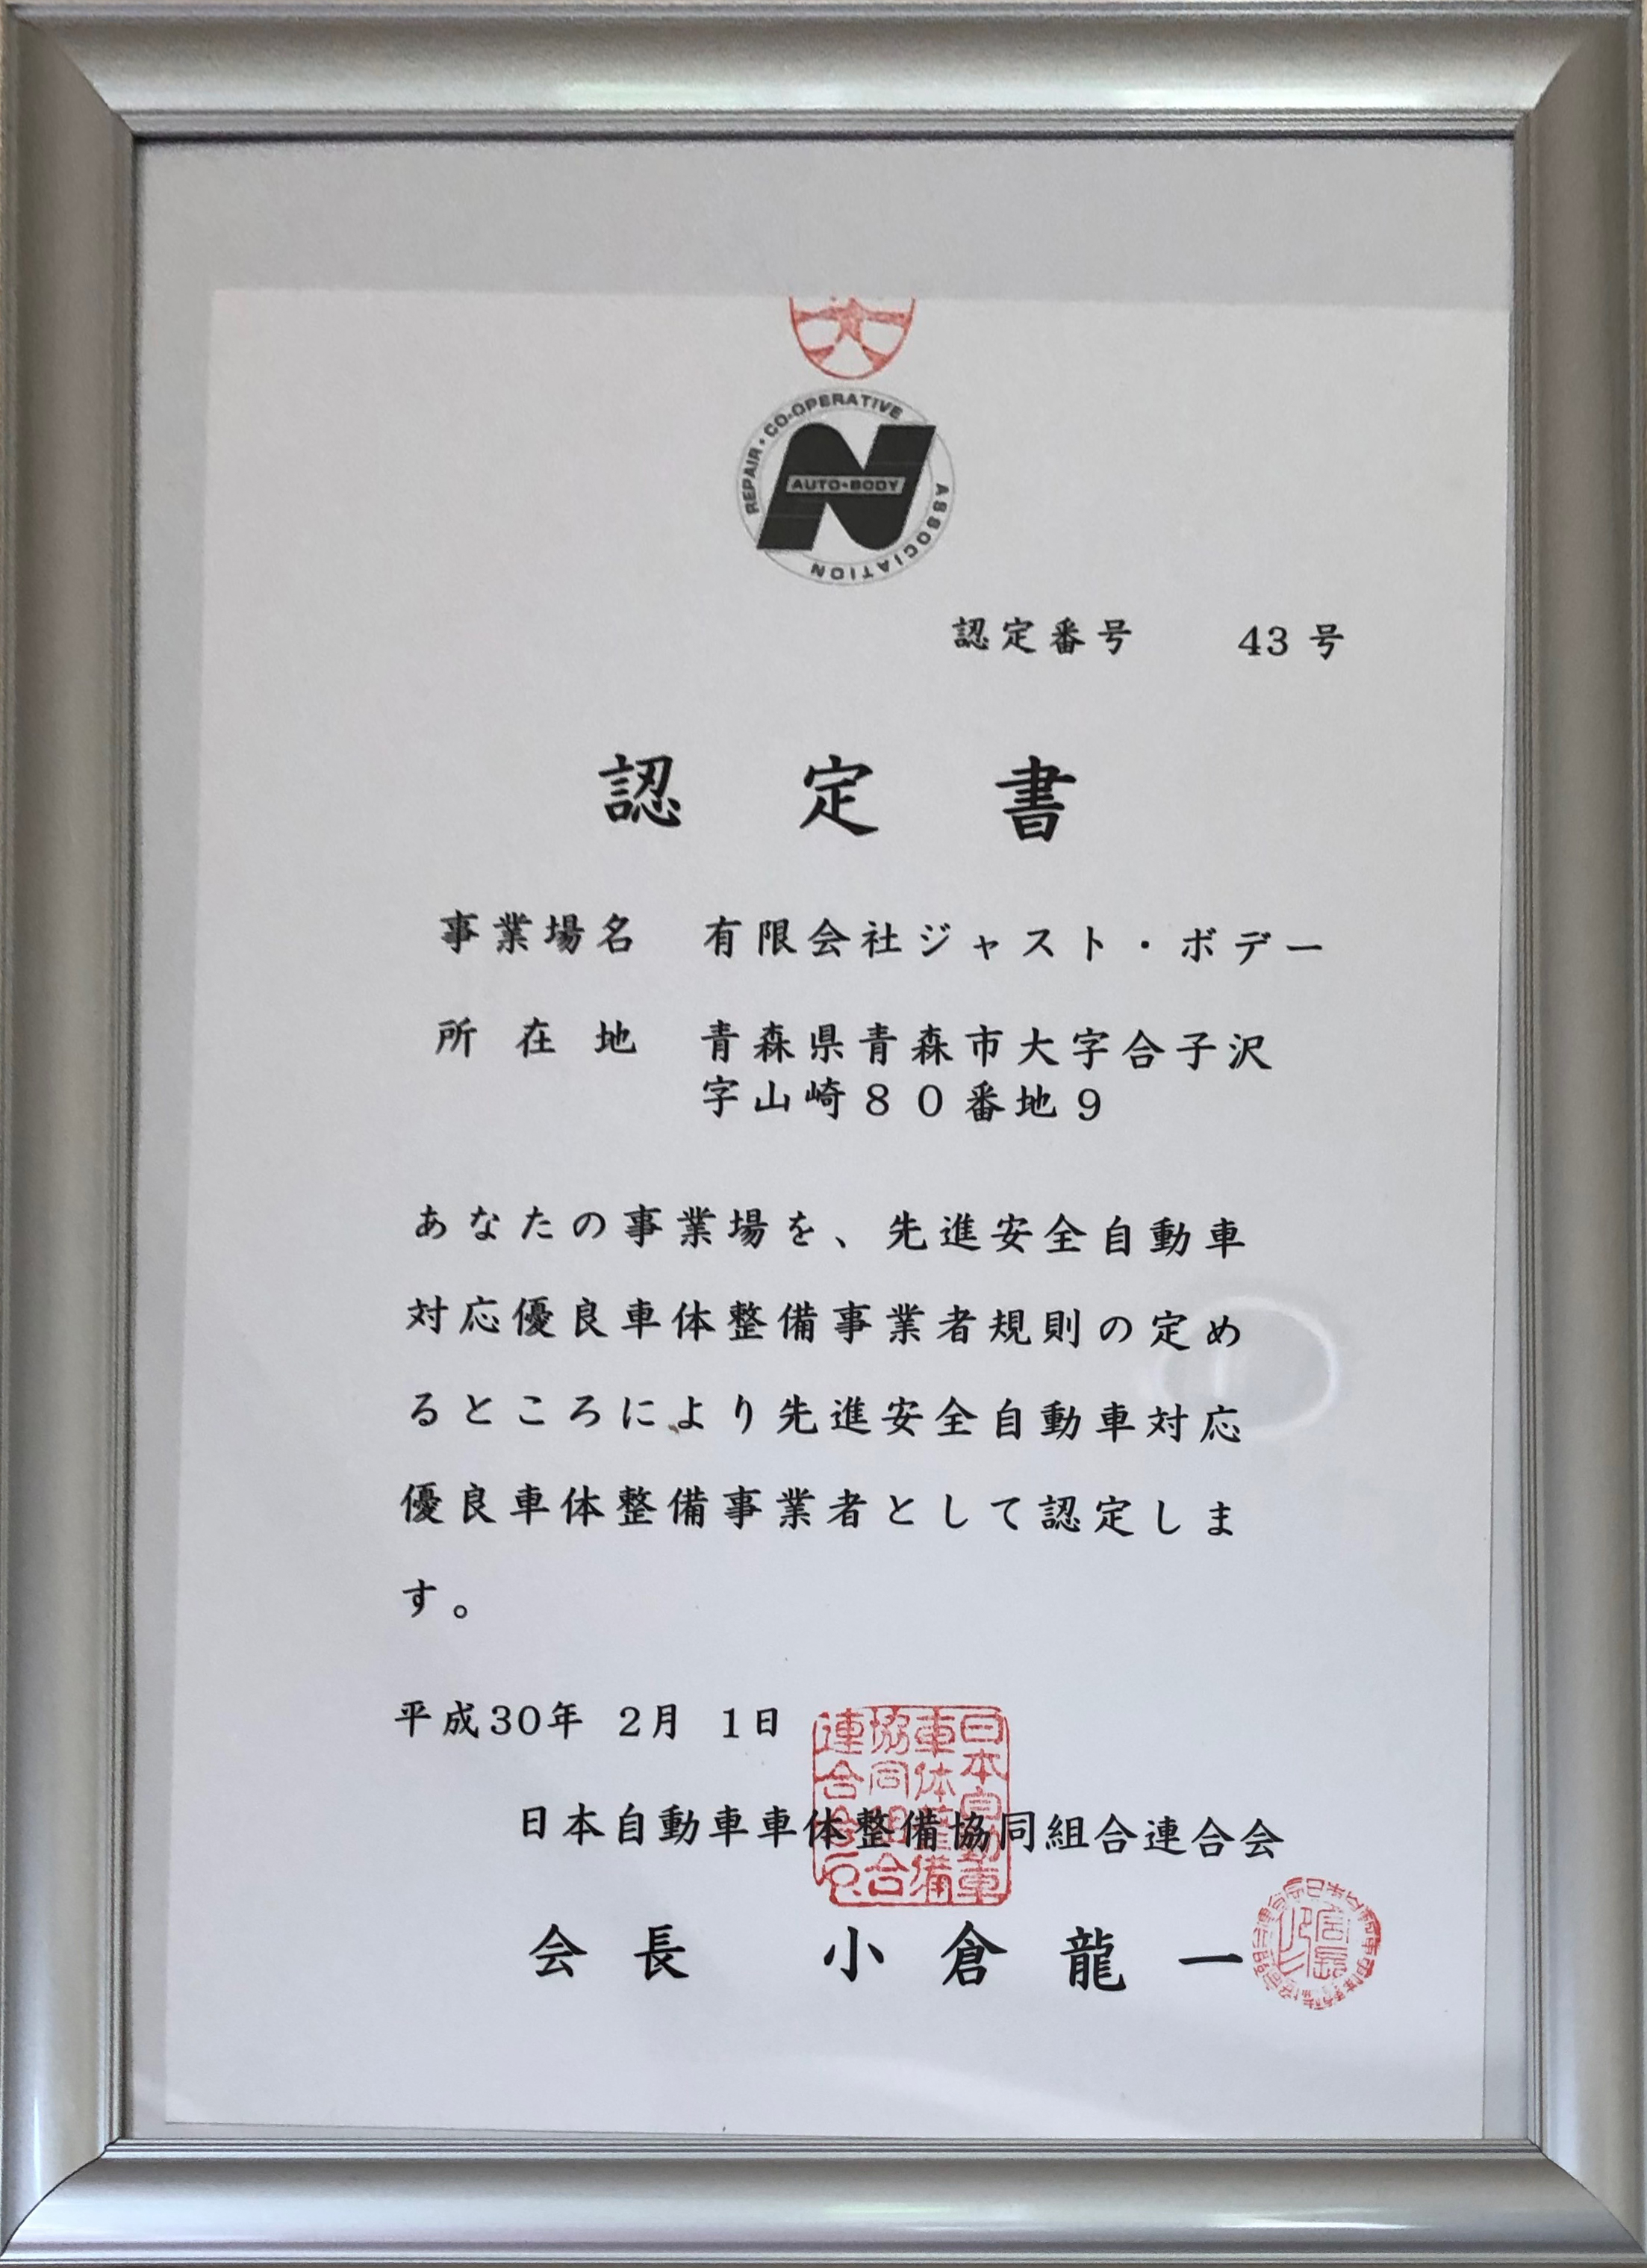 REPAIR・CO-OPERATIVE ASSOCIATION
AUTO・BODY
認定番号 43号
認定書
事業場名 有限会社ジャスト・ボデー
所在地 青森県青森市大字合子沢
字山崎80番地9
あなたの事業場を、先進安全自動車
対応優良車体整備事業者規則の定め
るところにより先進安全自動車対応
優良車体整備事業者として認定しま
す。
平成30年 2月 1日
日本自動車車体整備協同組合連合会
会長 小倉龍一